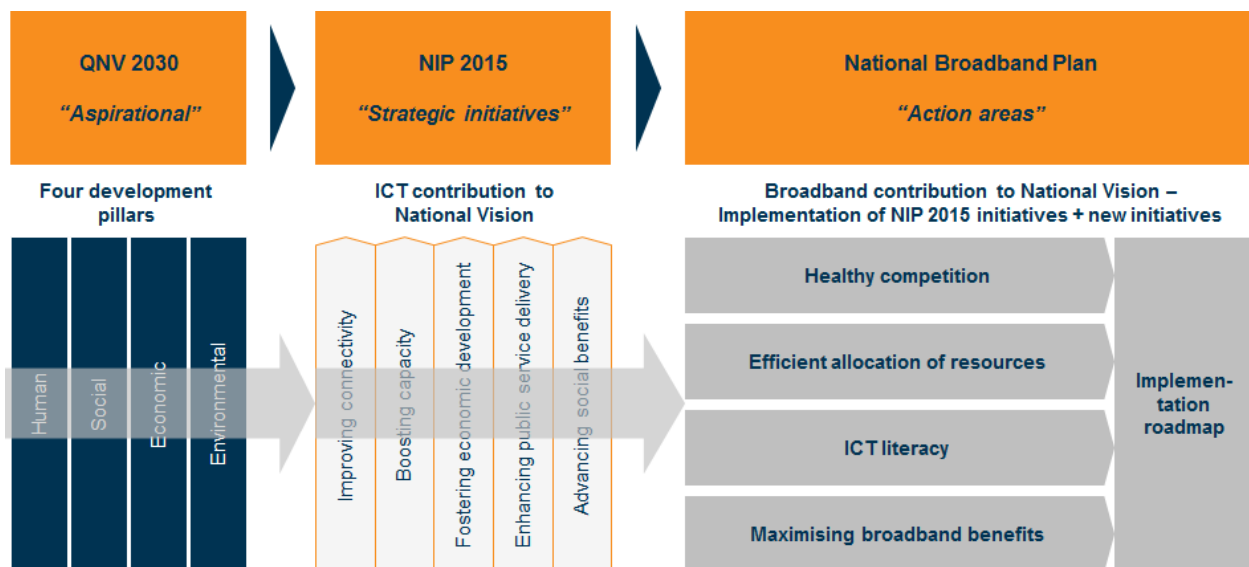 QNV 2030
“Aspirational”
NIP 2015
“Strategic initiatives”
National Broadband Plan
“Action areas”
Four development
pillars
ICT contribution to
National Vision
Broadband contribution to National Vision –
Implementation of NIP 2015 initiatives + new initiatives
Human
Social
Economic
Environmental
Improving connectivity
Boosting capacity
Fostering economic development
Enhancing public service delivery
Advancing social benefits
Healthy competition
Efficient allocation of resources
ICT literacy
Maximising broadband benefits
Implemen-
tation
roadmap